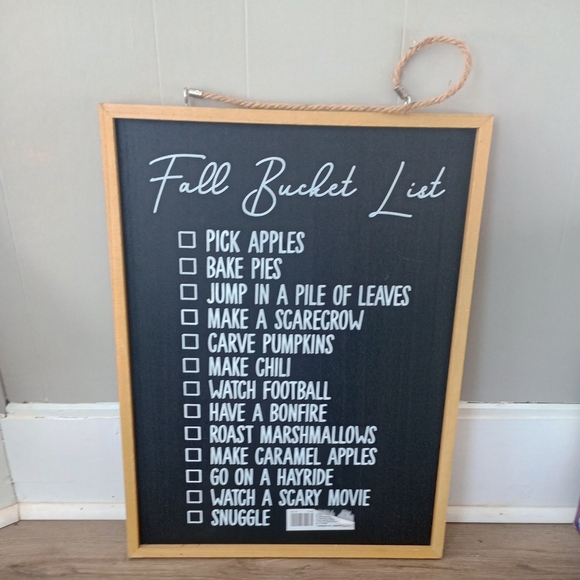 Fall Bucket List
☐ PICK APPLES
☐ BAKE PIES
☐ JUMP IN A PILE OF LEAVES
☐ MAKE A SCARECROW
☐ CARVE PUMPKINS
☐ MAKE CHILI
☐ WATCH FOOTBALL
☐ HAVE A BONFIRE
☐ ROAST MARSHMALLOWS
☐ MAKE CARAMEL APPLES
☐ GO ON A HAYRIDE
☐ WATCH A SCARY MOVIE
☐ SNUGGLE